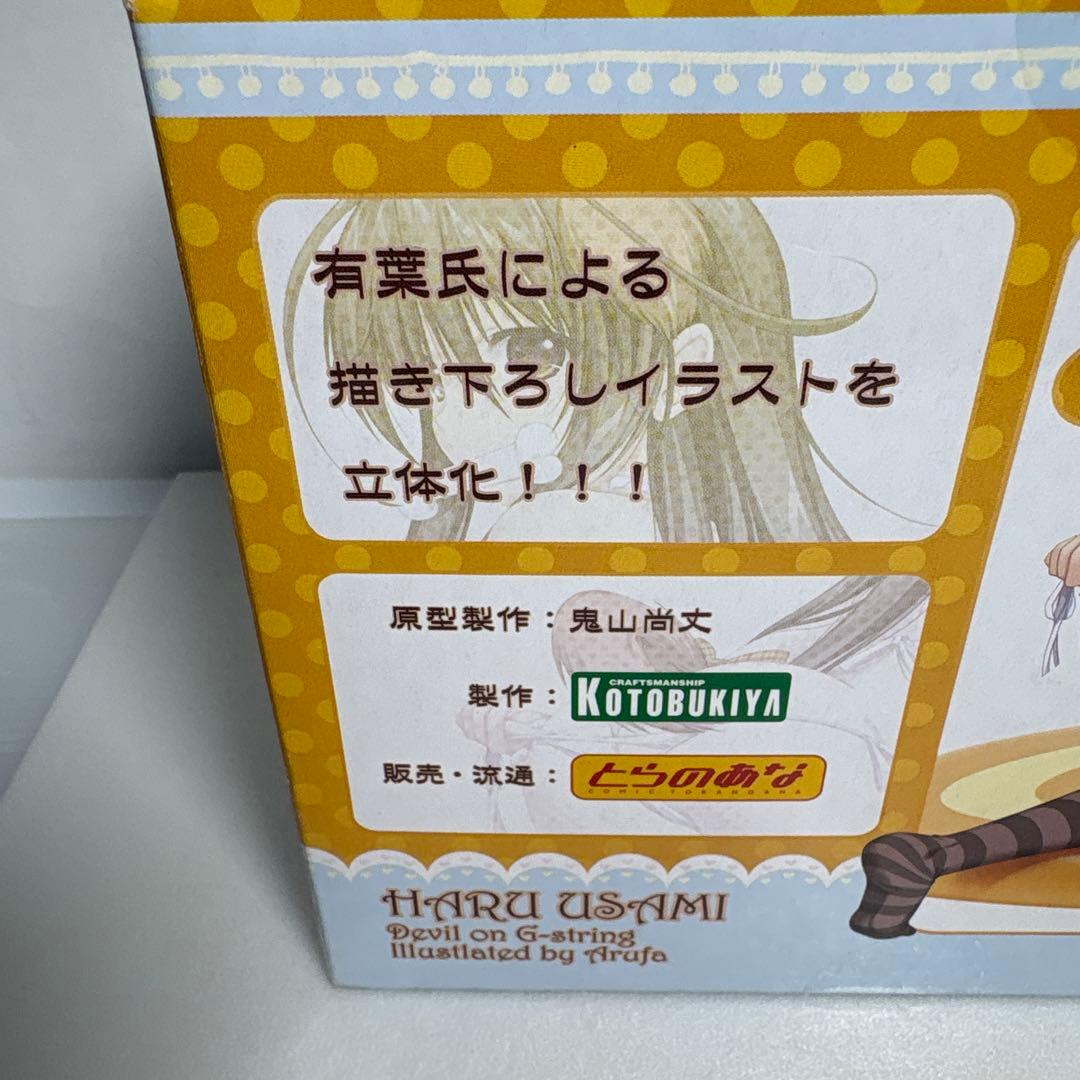 有葉氏による
描き下ろしイラストを
立体化！！！
原型製作：鬼山尚丈
製作：CRAFTSMANSHIP KOTOBUKIYA
販売・流通：とらのあな
COMIC TORANOANA
HARU USAMI
Devil on G-string
Illustlated by Arufa